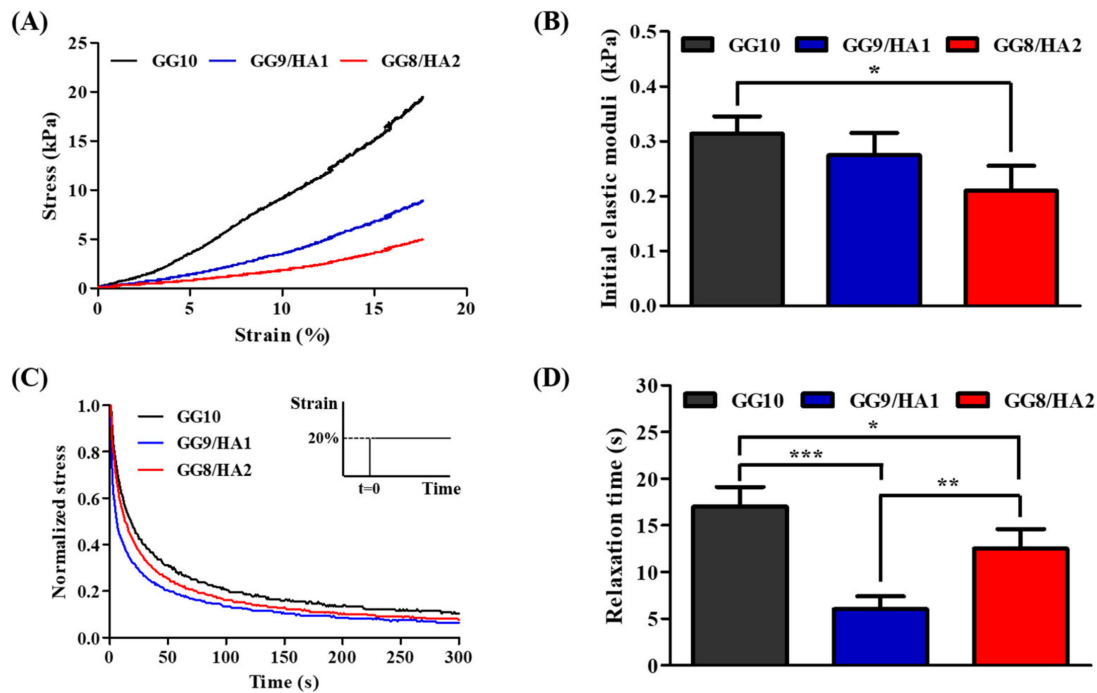 (A)
GG10 GG9/HA1 GG8/HA2
Stress (kPa)
25
20
15
10
5
0
0 5 10 15 20
Strain (%)
(B)
GG10 GG9/HA1 GG8/HA2
*
Initial elastic moduli (kPa)
0.5
0.4
0.3
0.2
0.1
0.0
(C)
GG10
GG9/HA1
GG8/HA2
Strain
20%
t=0
Time
Normalized stress
1.0
0.8
0.6
0.4
0.2
0.0
0 50 100 150 200 250 300
Time (s)
(D)
GG10 GG9/HA1 GG8/HA2
*
***
**
Relaxation time (s)
30
25
20
15
10
5
0